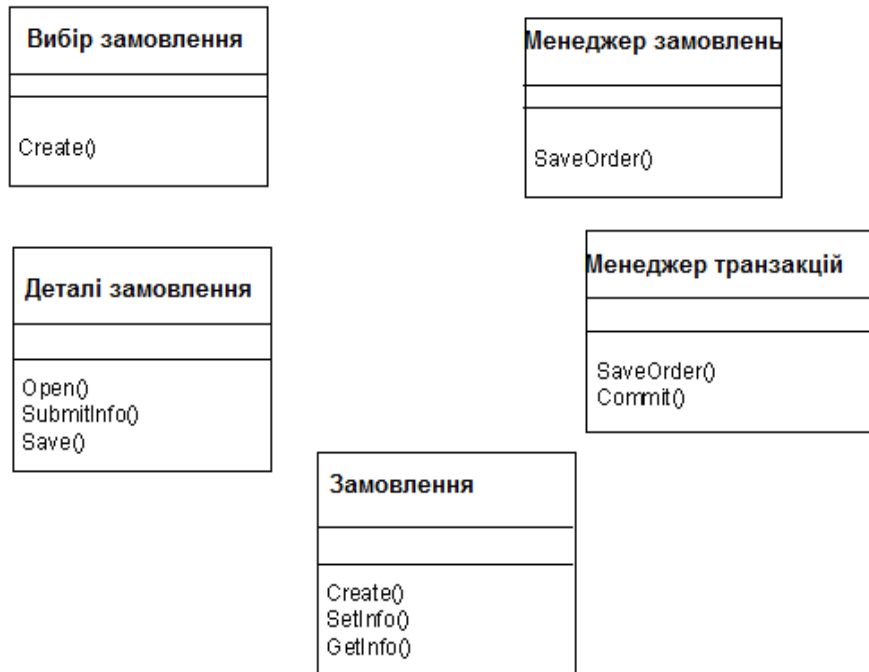 Вибір замовлення
Create()
Менеджер замовлень
SaveOrder()
Деталі замовлення
Open()
SubmitInfo()
Save()
Менеджер транзакцій
SaveOrder()
Commit()
Замовлення
Create()
SetInfo()
GetInfo()